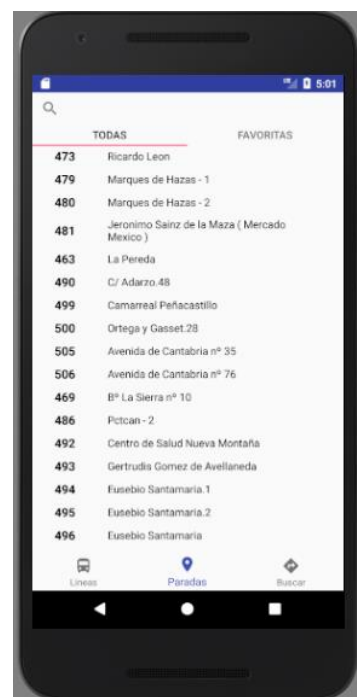 5:01
TODAS FAVORITAS
473 Ricardo Leon
479 Marques de Hazas - 1
480 Marques de Hazas - 2
481 Jeronimo Sainz de la Maza ( Mercado
Mexico )
463 La Pereda
490 C/ Adarzo.48
499 Camarreal Peñacastillo
500 Ortega y Gasset.28
505 Avenida de Cantabria nº 35
506 Avenida de Cantabria nº 76
469 Bº La Sierra nº 10
486 Pctcan - 2
492 Centro de Salud Nueva Montaña
493 Gertrudis Gomez de Avellaneda
494 Eusebio Santamaria.1
495 Eusebio Santamaria.2
496 Eusebio Santamaria
Lineas Paradas Buscar